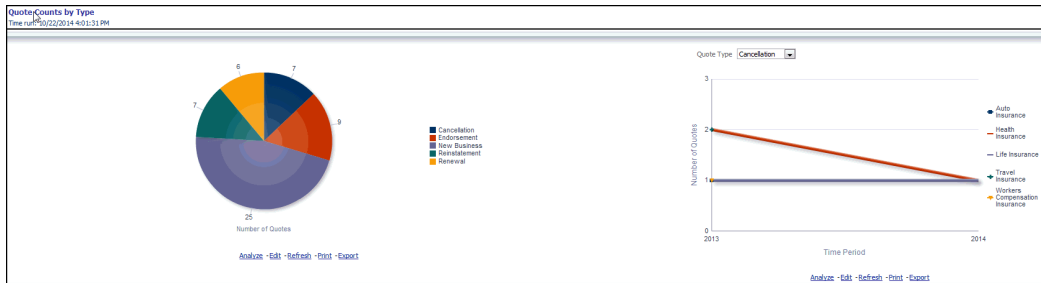 Quote Counts by Type
Time run: 10/22/2014 4:01:31 PM
6
7
7
9
25
Number of Quotes
Cancellation
Endorsement
New Business
Reinstatement
Renewal
Analyze - Edit - Refresh - Print - Export
Quote Type Cancellation
3
2
1
0
Number of Quotes
2013
2014
Time Period
Auto
Insurance
Health
Insurance
Life Insurance
Travel
Insurance
Workers
Compensation
Insurance
Analyze - Edit - Refresh - Print - Export